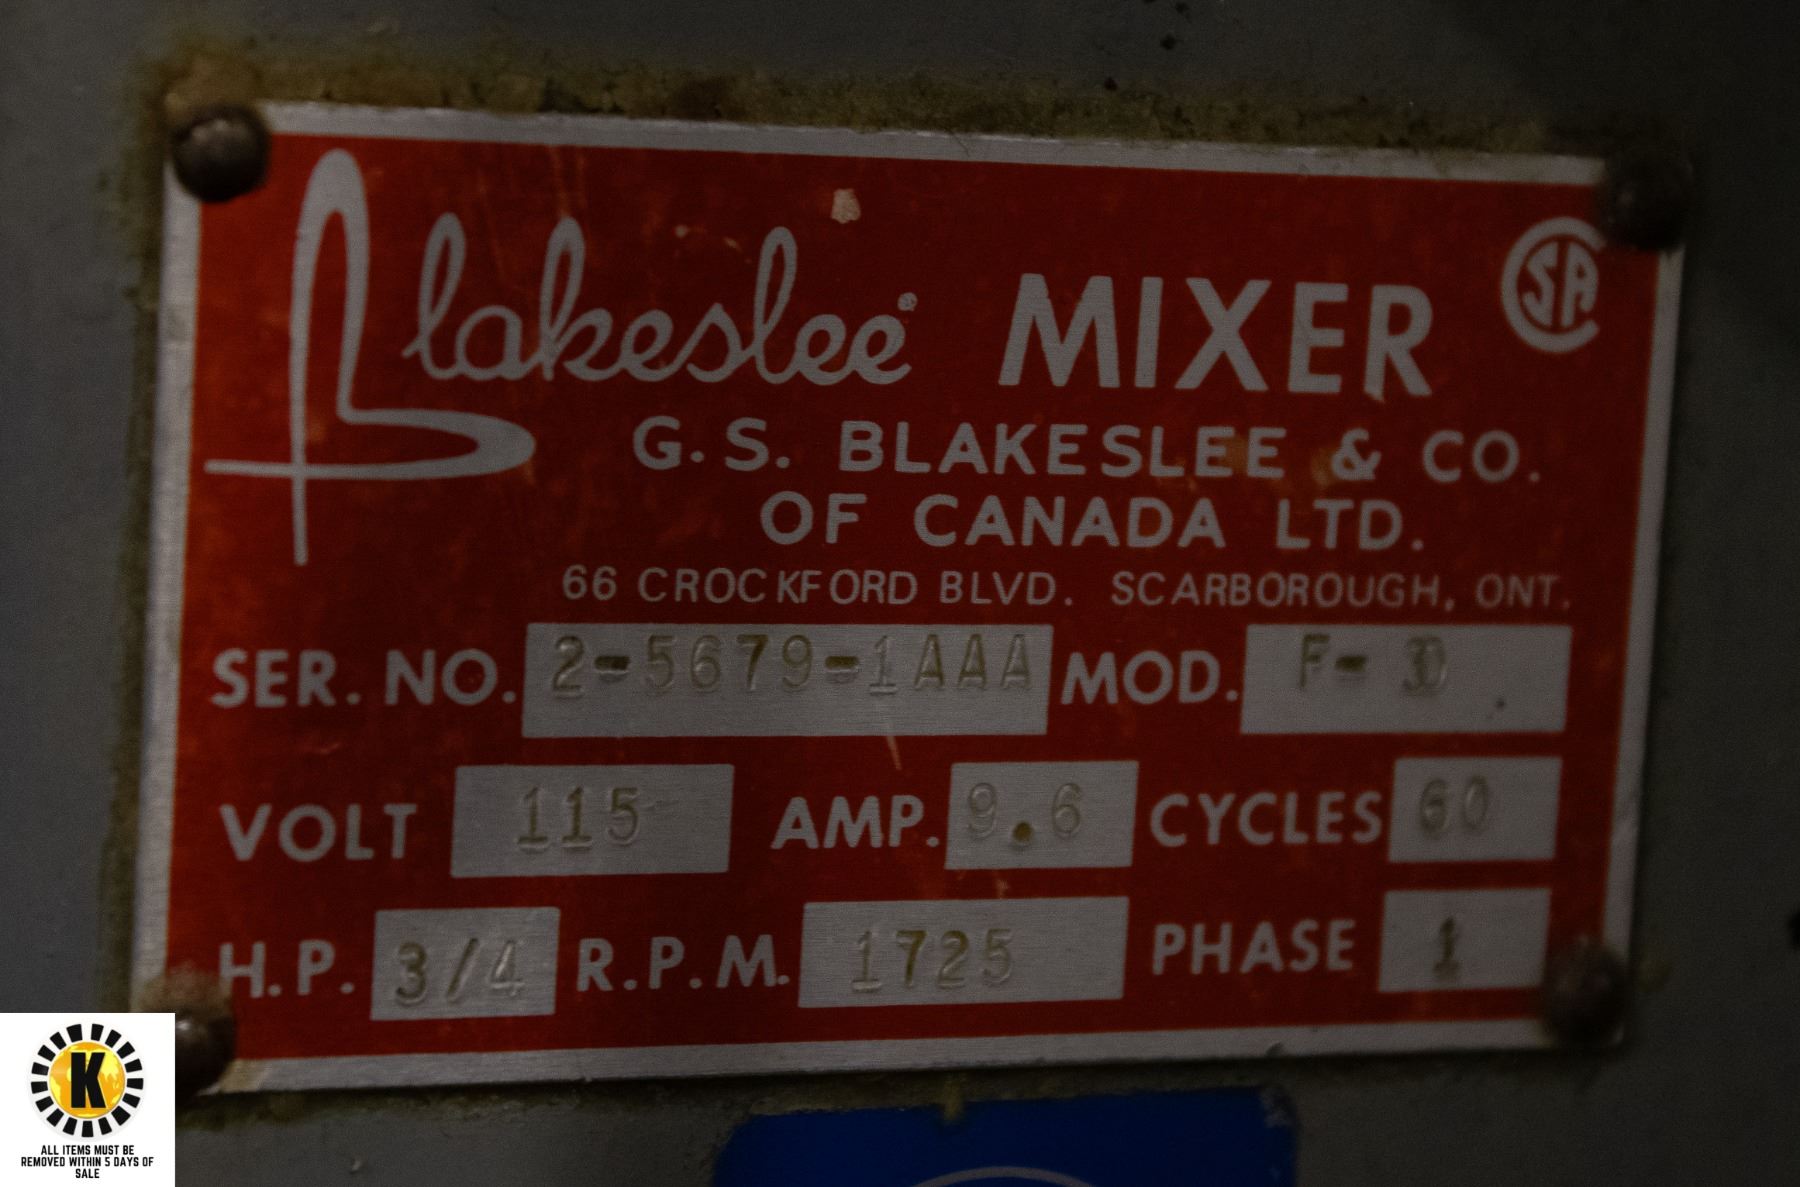 Blakeslee® MIXER
CSA
G.S. BLAKESLEE & CO.
OF CANADA LTD.
66 CROCKFORD BLVD. SCARBOROUGH, ONT.
SER. NO. 2-5679-1AAA MOD. F-30
VOLT 115 AMP. 9.6 CYCLES 60
H.P. 3/4 R.P.M. 1725 PHASE 1
K
ALL ITEMS MUST BE
REMOVED WITHIN 5 DAYS OF
SALE